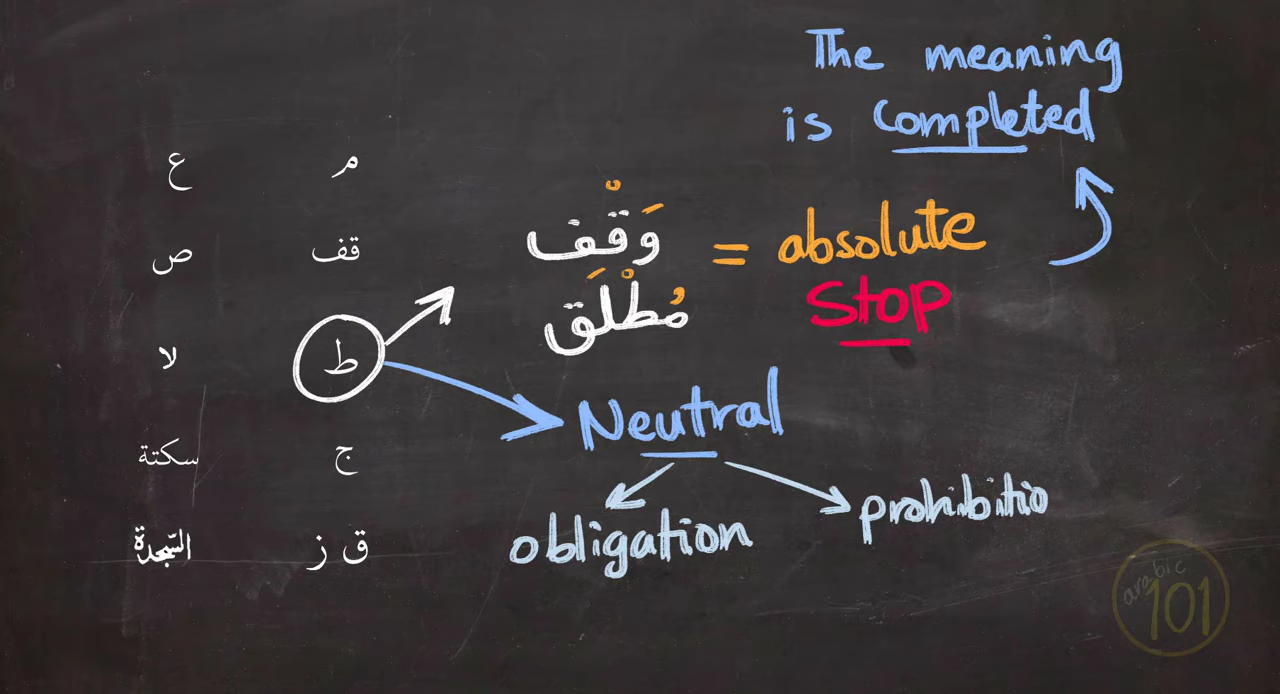 The meaning
is completed
ع م
ص قف
لا ط
سكتة ج
السّجدة ز ق
وَقْف
مُطْلَق
= absolute
Stop
Neutral
obligation
prohibitio
arabic
101